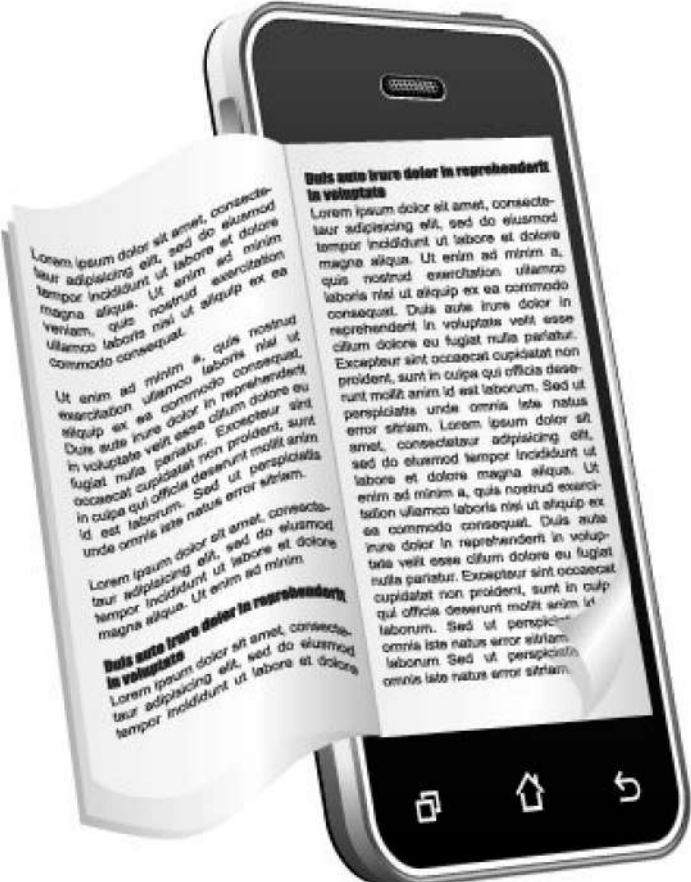 Lorem ipsum dolor sit amet, consecte-
taur adipisicing elit, sed do eiusmod
tempor incididunt ut labore et dolore
magna aliqua. Ut enim ad minim
veniam, quis nostrud exercitation
ullamco laboris nisi ut aliquip ex ea
commodo consequat.
Ut enim ad minim a, quis nostrud
exercitation ullamco laboris nisi ut
aliquip ex ea commodo consequat.
Duis aute irure dolor in reprehenderit
in voluptate velit esse cillum dolore eu
fugiat nulla pariatur. Excepteur sint
occaecat cupidatat non proident, sunt
in culpa qui officia deserunt mollit anim
id est laborum. Sed ut perspiciatis
unde omnis iste natus error sitriam.
Lorem ipsum dolor sit amet, consecte-
taur adipisicing elit, sed do eiusmod
tempor incididunt ut labore et dolore
magna aliqua. Ut enim ad minim
Duis aute irure dolor in reprehenderit
in voluptate
Lorem ipsum dolor sit amet, consecte-
taur adipisicing elit, sed do eiusmod
tempor incididunt ut labore et dolore
Duis aute irure dolor in reprehenderit
in voluptate
Lorem ipsum dolor sit amet, consecte-
taur adipisicing elit, sed do eiusmod
tempor incididunt ut labore et dolore
magna aliqua. Ut enim ad minim a,
quis nostrud exercitation ullamco
laboris nisi ut aliquip ex ea commodo
consequat. Duis aute irure dolor in
reprehenderit in voluptate velit esse
cillum dolore eu fugiat nulla pariatur.
Excepteur sint occaecat cupidatat non
proident, sunt in culpa qui officia dese-
runt mollit anim id est laborum. Sed ut
perspiciatis unde omnis iste natus
error sitriam. Lorem ipsum dolor sit
amet, consectetaur adipisicing elit,
sed do eiusmod tempor incididunt ut
labore et dolore magna aliqua. Ut
enim ad minim a, quis nostrud exerci-
tation ullamco laboris nisi ut aliquip ex
ea commodo consequat. Duis aute
irure dolor in reprehenderit in volup-
tate velit esse cillum dolore eu fugiat
nulla pariatur. Excepteur sint occaecat
cupidatat non proident, sunt in culp
qui officia deserunt mollit anim id
laborum. Sed ut
omnis iste natus error sitriam
laborum Sed ut
omnis iste natus error sitriam